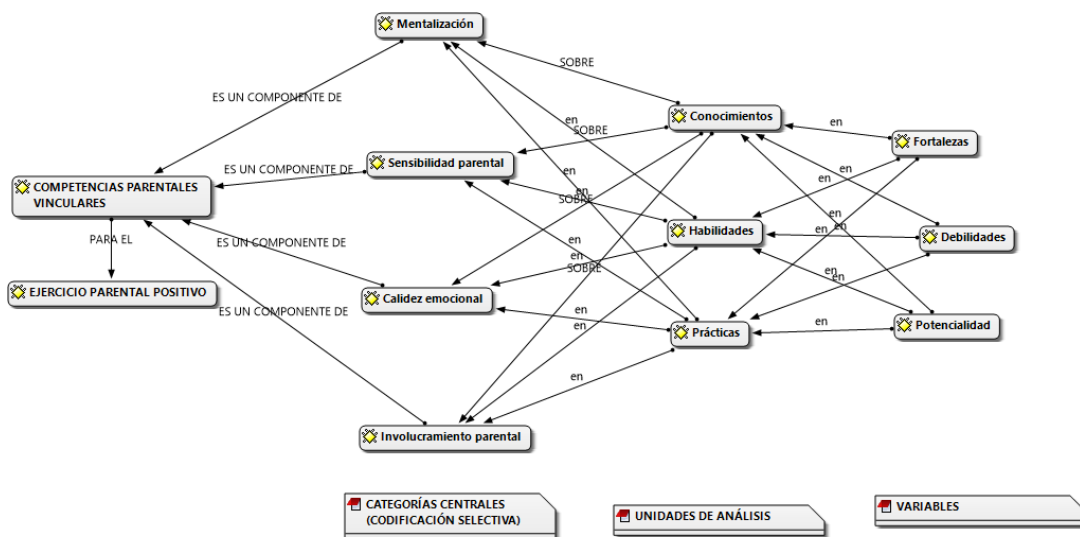 Mentalización
SOBRE
ES UN COMPONENTE DE
Conocimientos
en
en
SOBRE
Fortalezas
Sensibilidad parental
ES UN COMPONENTE DE
en
en
en
SOBRE
COMPETENCIAS PARENTALES
VINCULARES
Habilidades
en
en
Debilidades
PARA EL
ES UN COMPONENTE DE
en
en
SOBRE
en
EJERCICIO PARENTAL POSITIVO
Calidez emocional
ES UN COMPONENTE DE
en
en
Prácticas
en
Potencialidad
en
Involucramiento parental
CATEGORÍAS CENTRALES
(CODIFICACIÓN SELECTIVA)
UNIDADES DE ANÁLISIS
VARIABLES